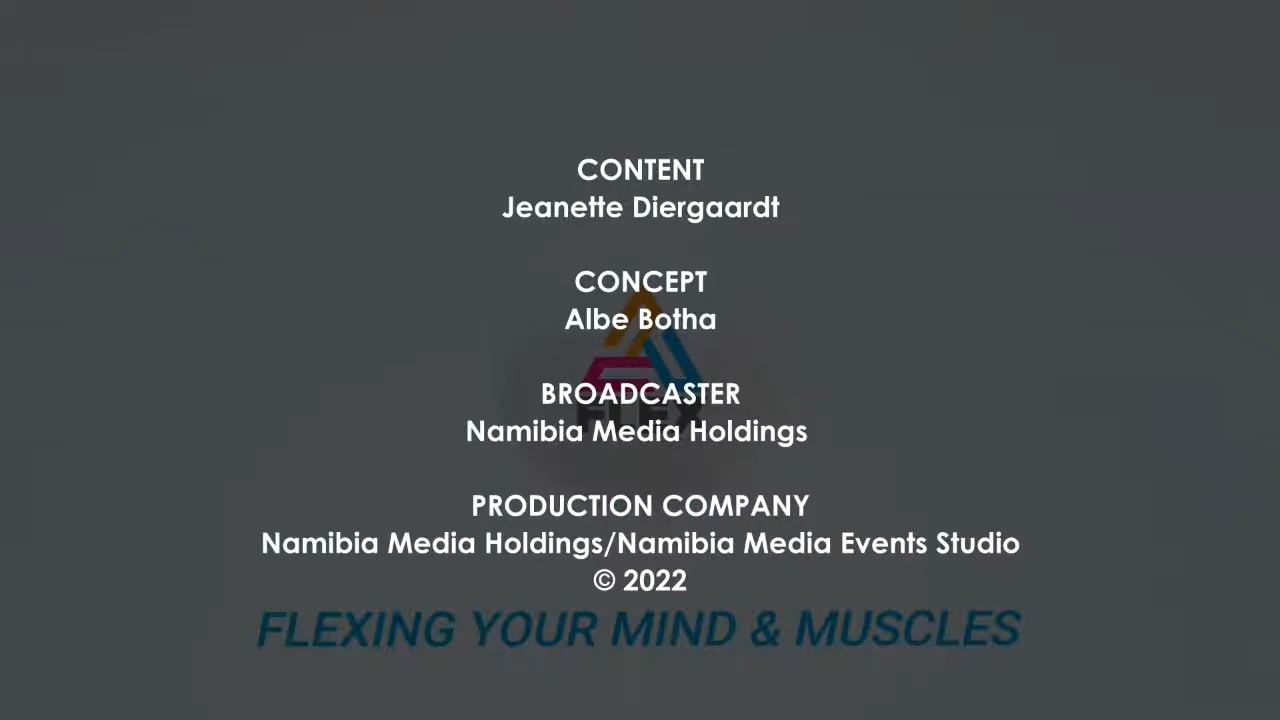 CONTENT
Jeanette Diergaardt
CONCEPT
Albe Botha
BROADCASTER
FLEX
Namibia Media Holdings
PRODUCTION COMPANY
Namibia Media Holdings/Namibia Media Events Studio
© 2022
FLEXING YOUR MIND & MUSCLES